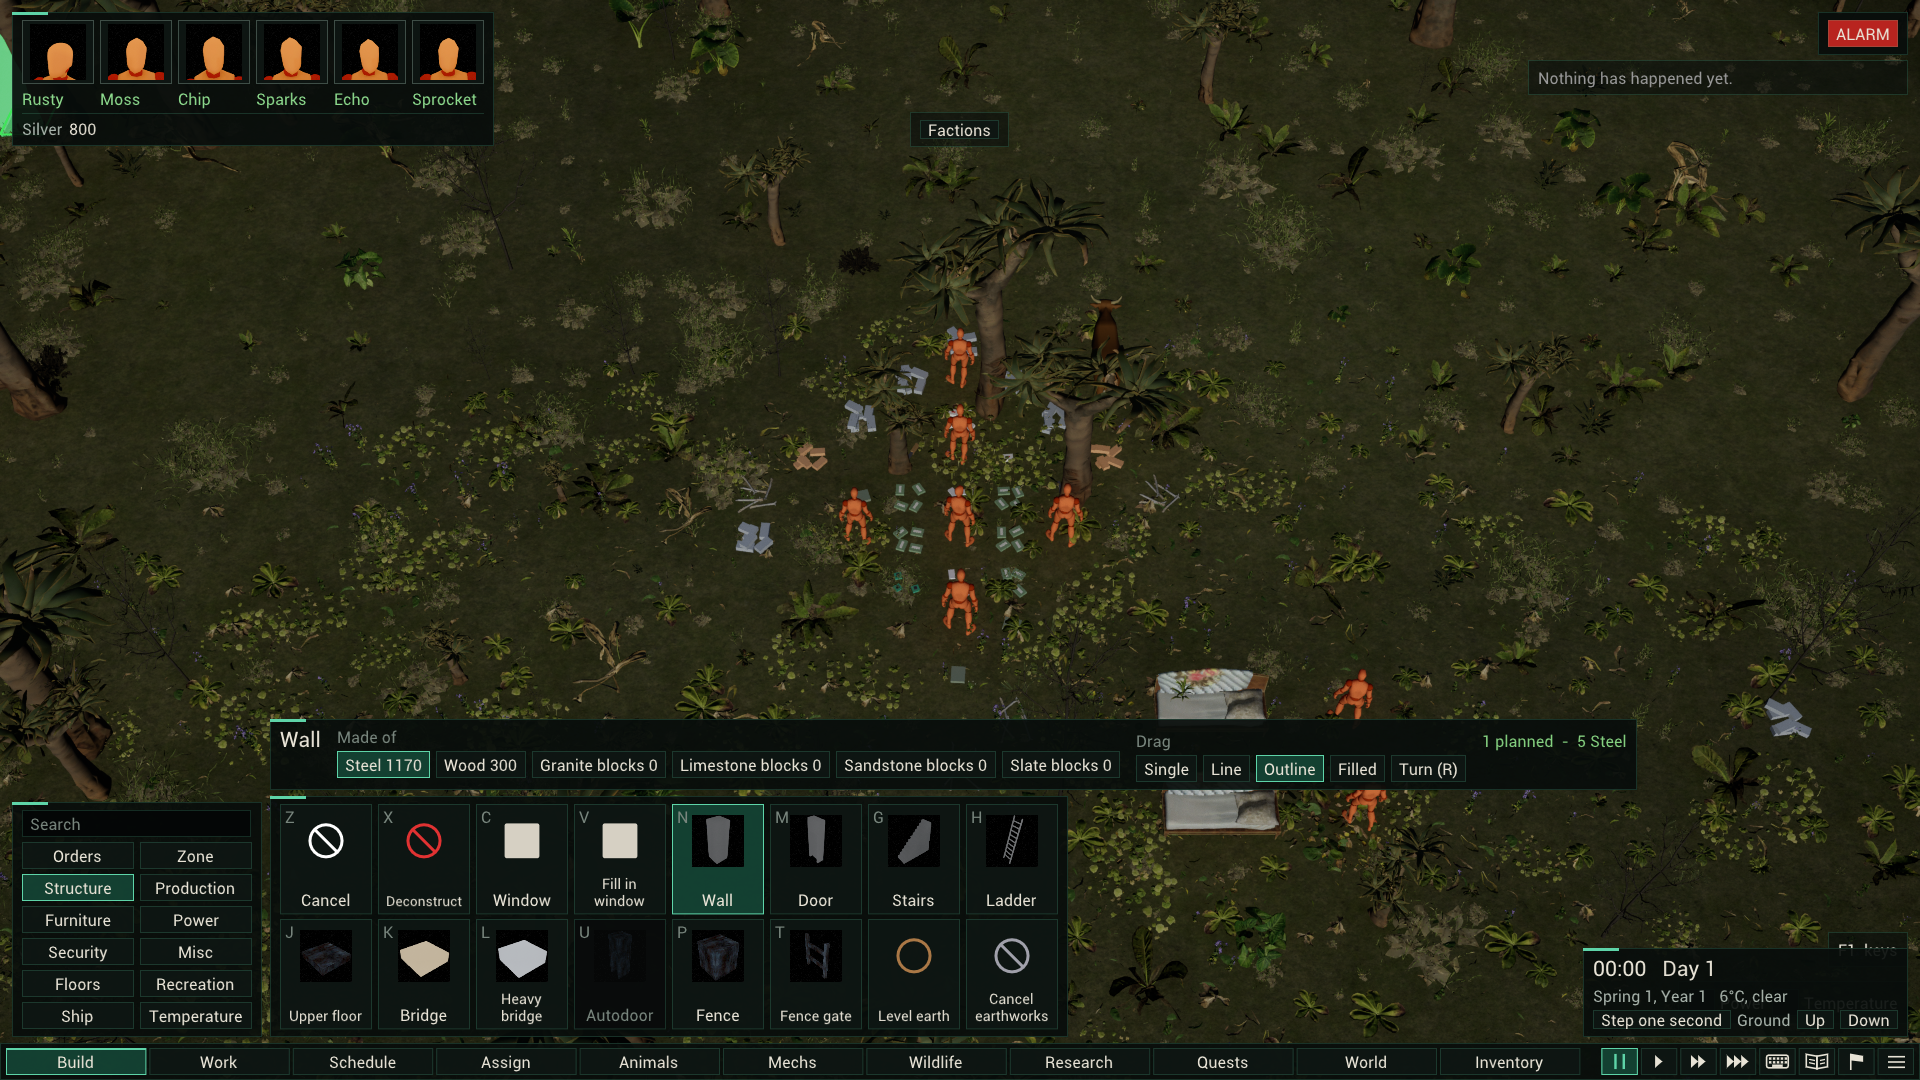 Rusty Moss Chip Sparks Echo Sprocket
Silver 800
ALARM
Nothing has happened yet.
Factions
Wall
Made of
Steel 1170 Wood 300 Granite blocks 0 Limestone blocks 0 Sandstone blocks 0 Slate blocks 0
Drag
Single Line Outline Filled Turn (R)
1 planned - 5 Steel
Search
Orders Zone
Structure Production
Furniture Power
Security Misc
Floors Recreation
Ship Temperature
Z X C V N M G H
Cancel Deconstruct Window Fill in window Wall Door Stairs Ladder
J K L U P T
Upper floor Bridge Heavy bridge Autodoor Fence Fence gate Level earth Cancel earthworks
F1 keys
00:00 Day 1
Spring 1, Year 1 6°C, clear
Temperature
Step one second Ground Up Down
Build Work Schedule Assign Animals Mechs Wildlife Research Quests World Inventory